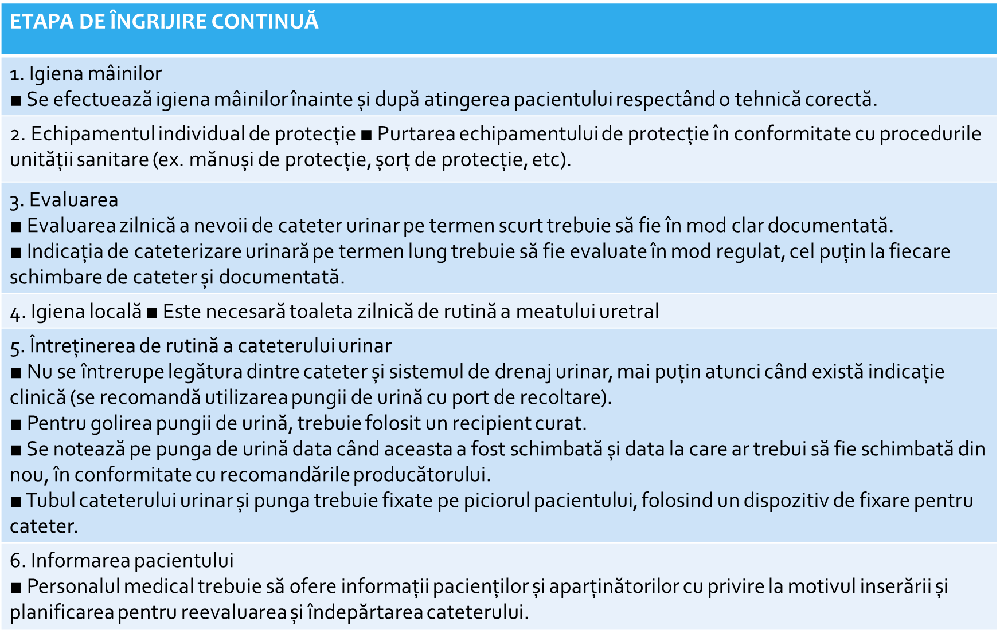 ETAPA DE ÎNGRIJIRE CONTINUĂ
1. Igiena mâinilor
■ Se efectuează igiena mâinilor înainte și după atingerea pacientului respectând o tehnică corectă.
2. Echipamentul individual de protecție ■ Purtarea echipamentului de protecție în conformitate cu procedurile
unității sanitare (ex. mănuși de protecție, șorț de protecție, etc).
3. Evaluarea
■ Evaluarea zilnică a nevoii de cateter urinar pe termen scurt trebuie să fie în mod clar documentată.
■ Indicația de cateterizare urinară pe termen lung trebuie să fie evaluate în mod regulat, cel puțin la fiecare
schimbare de cateter și documentată.
4. Igiena locală ■ Este necesară toaleta zilnică de rutină a meatului uretral
5. Întreținerea de rutină a cateterului urinar
■ Nu se întrerupe legătura dintre cateter și sistemul de drenaj urinar, mai puțin atunci când există indicație
clinică (se recomandă utilizarea pungii de urină cu port de recoltare).
■ Pentru golirea pungii de urină, trebuie folosit un recipient curat.
■ Se notează pe punga de urină data când aceasta a fost schimbată și data la care ar trebui să fie schimbată din
nou, în conformitate cu recomandările producătorului.
■ Tubul cateterului urinar și punga trebuie fixate pe piciorul pacientului, folosind un dispozitiv de fixare pentru
cateter.
6. Informarea pacientului
■ Personalul medical trebuie să ofere informații pacienților și aparținătorilor cu privire la motivul inserării și
planificarea pentru reevaluarea și îndepărtarea cateterului.